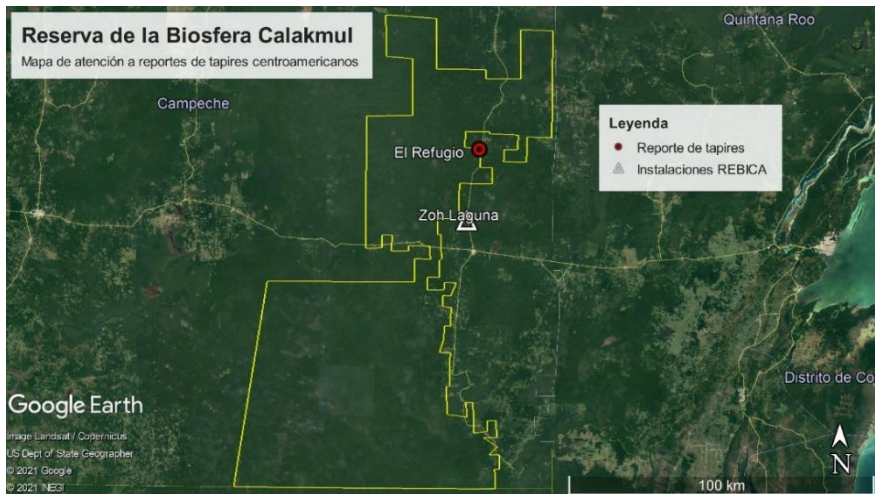 Reserva de la Biosfera Calakmul
Mapa de atención a reportes de tapires centroamericanos
Quintana Roo
Campeche
Leyenda
Reporte de tapires
Instalaciones REBICA
El Refugio
Zoh Laguna
Distrito de Co
Google Earth
Image Landsat / Copernicus
US Dept of State Geographer
© 2021 Google
© 2021 INEGI
N
100 km